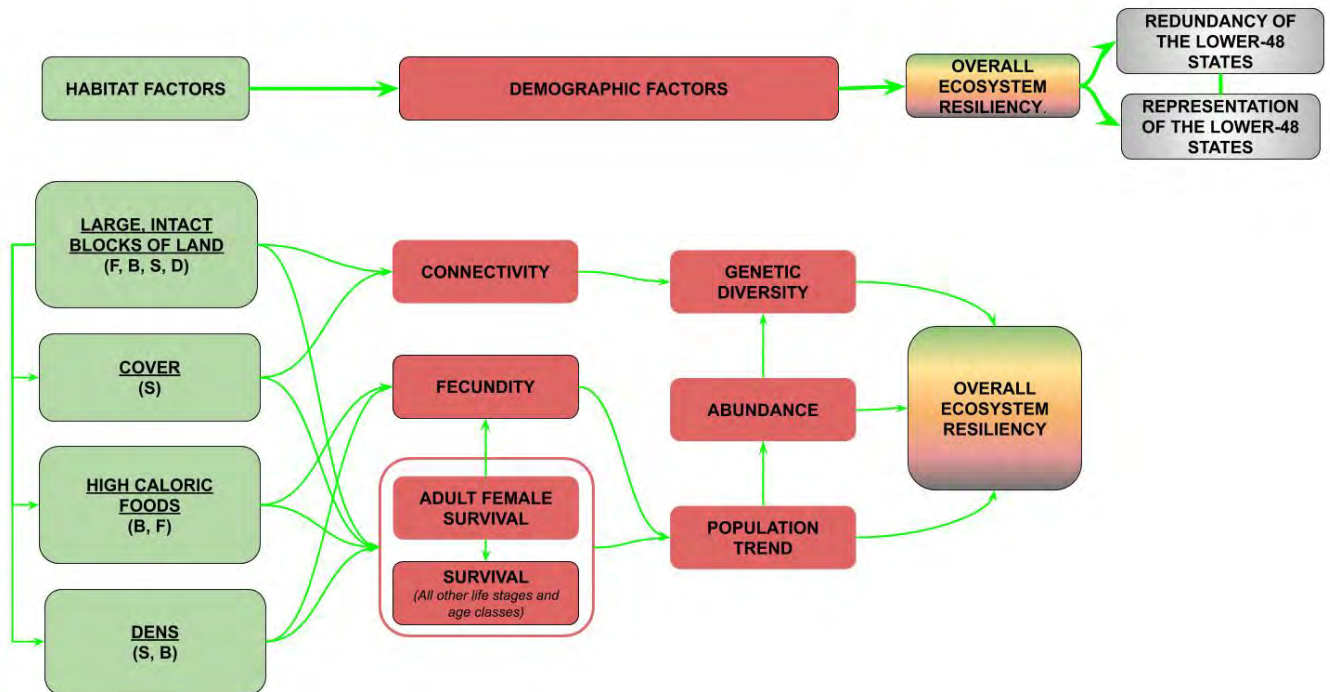 HABITAT FACTORS
DEMOGRAPHIC FACTORS
OVERALL
ECOSYSTEM
RESILIENCY.
REDUNDANCY OF
THE LOWER-48
STATES
REPRESENTATION
OF THE LOWER-48
STATES
LARGE, INTACT
BLOCKS OF LAND
(F, B, S, D)
COVER
(S)
HIGH CALORIC
FOODS
(B, F)
DENS
(S, B)
CONNECTIVITY
FECUNDITY
ADULT FEMALE
SURVIVAL
SURVIVAL
(All other life stages and
age classes)
GENETIC
DIVERSITY
ABUNDANCE
POPULATION
TREND
OVERALL
ECOSYSTEM
RESILIENCY